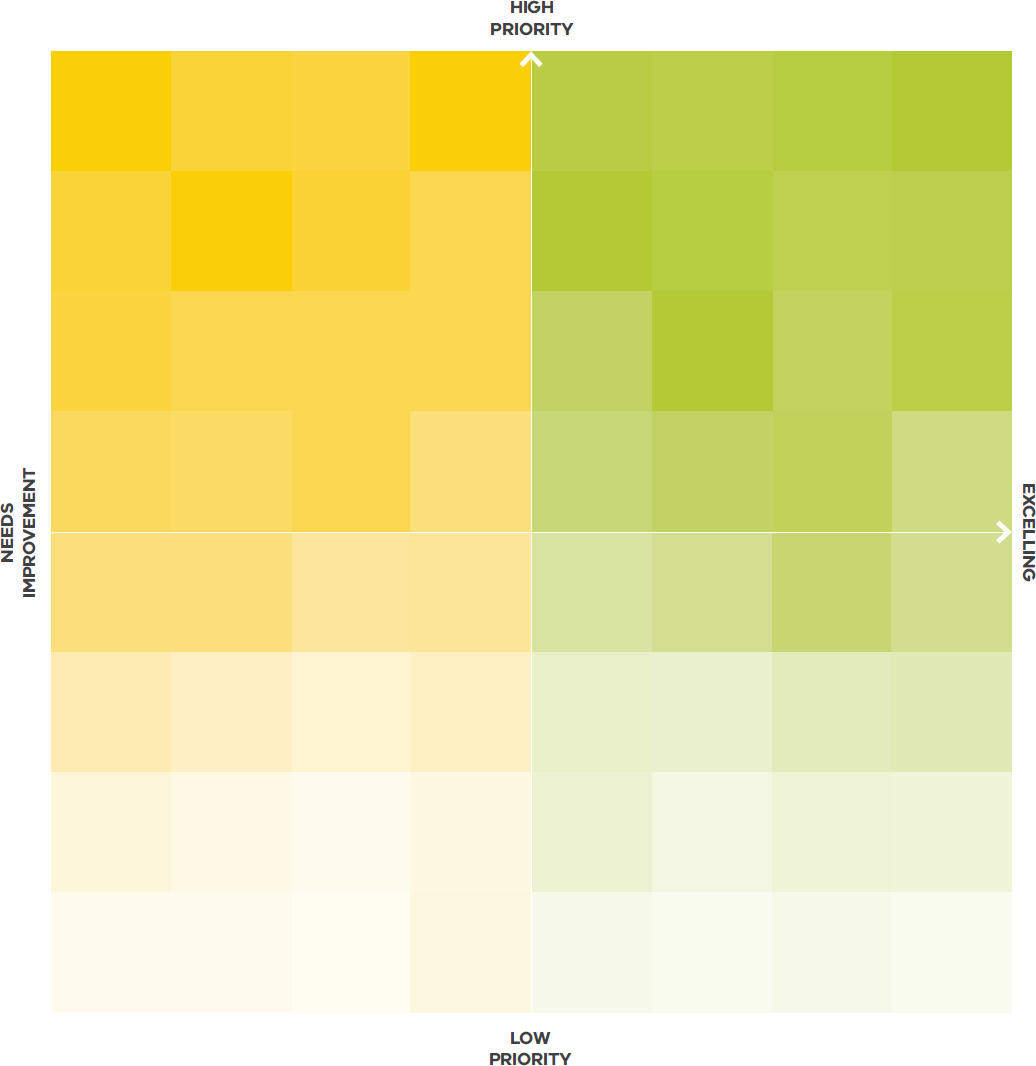 HIGH
PRIORITY
NEEDS
IMPROVEMENT
EXCELLING
LOW
PRIORITY